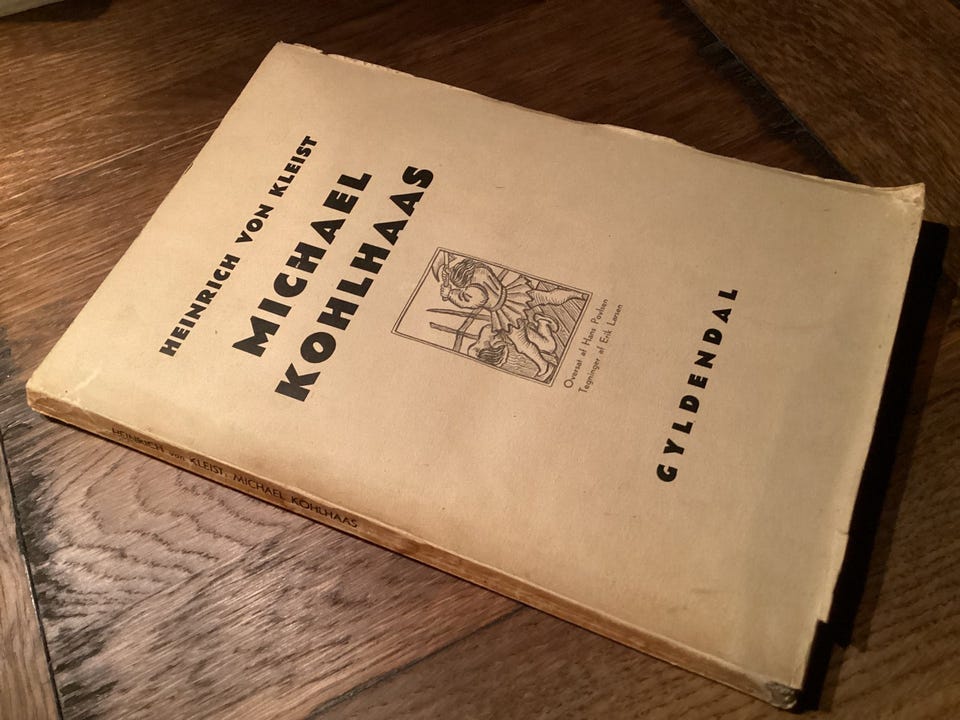 HEINRICH VON KLEIST
MICHAEL
KOHLHAAS
Oversat af Hans Povlsen
Tegninger af Erik Larsen
GYLDENDAL
HEINRICH von KLEIST: MICHAEL KOHLHAAS